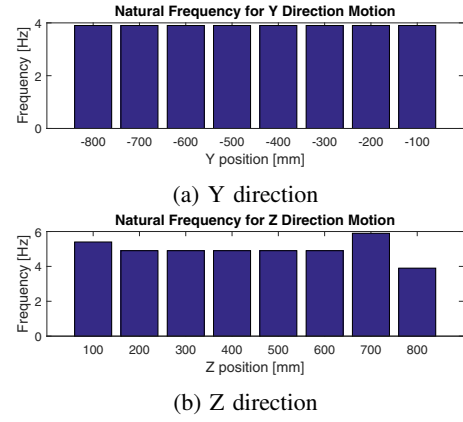 Natural Frequency for Y Direction Motion
Frequency [Hz]
4
2
0
-800 -700 -600 -500 -400 -300 -200 -100
Y position [mm]
(a) Y direction
Natural Frequency for Z Direction Motion
Frequency [Hz]
6
4
2
0
100 200 300 400 500 600 700 800
Z position [mm]
(b) Z direction